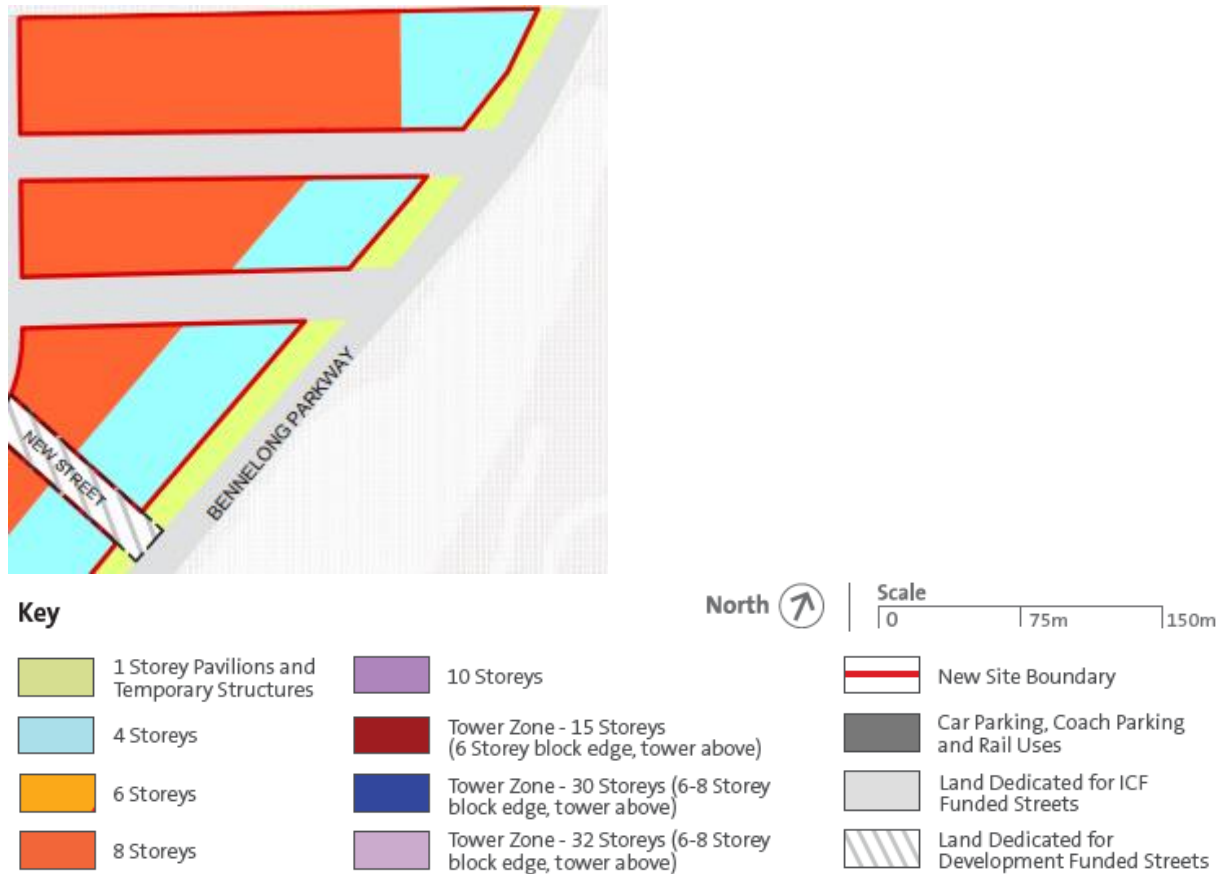 BENNELONG PARKWAY
NEW STREET
Key
North
Scale
0
75m
150m
1 Storey Pavilions and
Temporary Structures
4 Storeys
6 Storeys
8 Storeys
10 Storeys
Tower Zone - 15 Storeys
(6 Storey block edge, tower above)
Tower Zone - 30 Storeys (6-8 Storey
block edge, tower above)
Tower Zone - 32 Storeys (6-8 Storey
block edge, tower above)
New Site Boundary
Car Parking, Coach Parking
and Rail Uses
Land Dedicated for ICF
Funded Streets
Land Dedicated for
Development Funded Streets